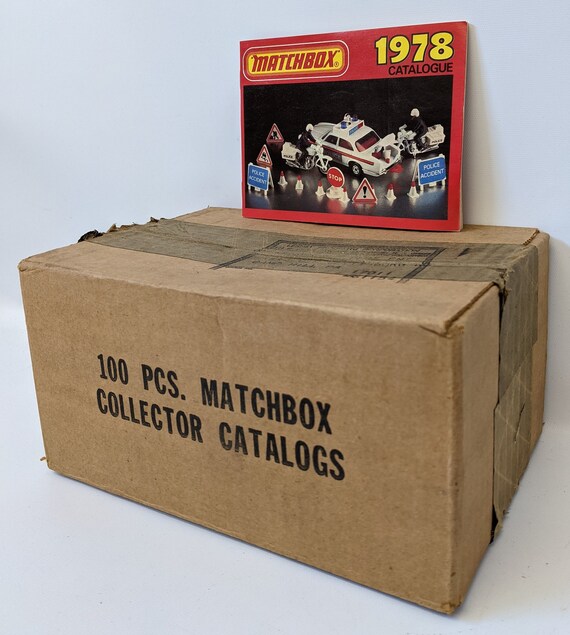 MATCHBOX
1978
CATALOGUE
POLICE
ACCIDENT
STOP
POLICE
ACCIDENT
100 PCS. MATCHBOX
COLLECTOR CATALOGS